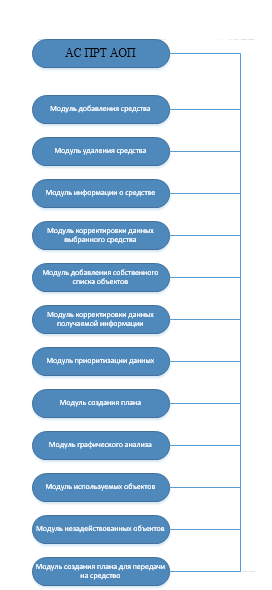 АС ПРТ АОП
Модуль добавления средства
Модуль удаления средства
Модуль информации о средстве
Модуль корректировки данных
выбранного средства
Модуль добавления собственного
списка объектов
Модуль корректировки данных
получаемой информации
Модуль приоритизации данных
Модуль создания плана
Модуль графического анализа
Модуль используемых объектов
Модуль незадействованных объектов
Модуль создания плана для передачи
на средство